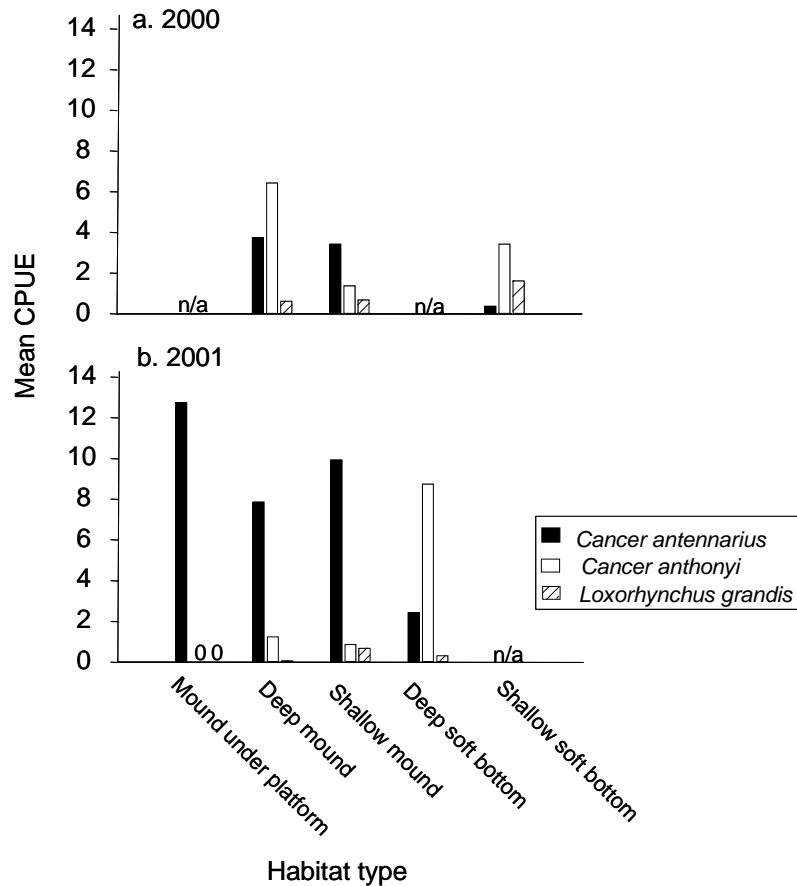 a. 2000
14
12
10
8
6
4
2
0
n/a
n/a
Mean CPUE
b. 2001
14
12
10
8
6
4
2
0
0 0
n/a
Cancer antennarius
Cancer anthonyi
Loxorhynchus grandis
Mound under platform
Deep mound
Shallow mound
Deep soft bottom
Shallow soft bottom
Habitat type